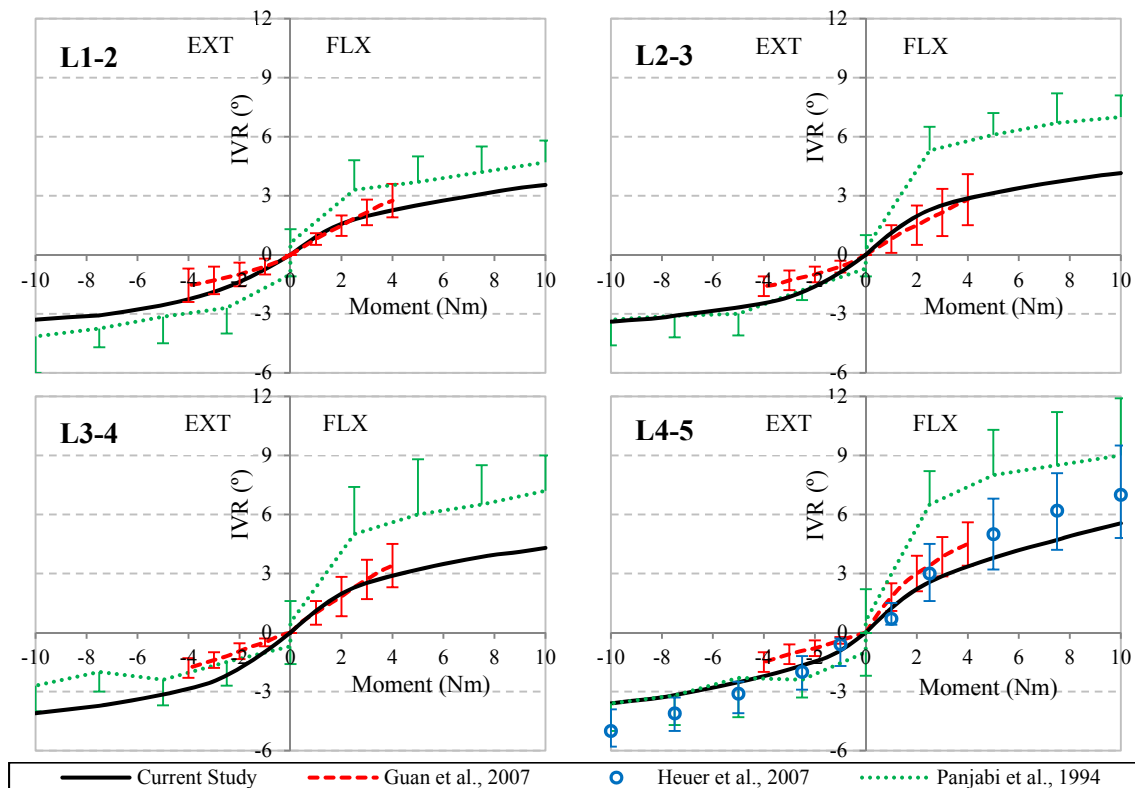 12
EXT FLX
L1-2
9
IVR (º)
6
3
0
-10 -8 -6 -4 -2 0 2 4 6 8 10
Moment (Nm)
-3
-6
12
EXT FLX
L2-3
9
IVR (º)
6
3
0
-10 -8 -6 -4 -2 0 2 4 6 8 10
Moment (Nm)
-3
-6
12
EXT FLX
L3-4
9
IVR (º)
6
3
0
-10 -8 -6 -4 -2 0 2 4 6 8 10
Moment (Nm)
-3
-6
12
EXT FLX
L4-5
9
IVR (º)
6
3
0
-10 -8 -6 -4 -2 0 2 4 6 8 10
Moment (Nm)
-3
-6
Current Study Guan et al., 2007 Heuer et al., 2007 Panjabi et al., 1994